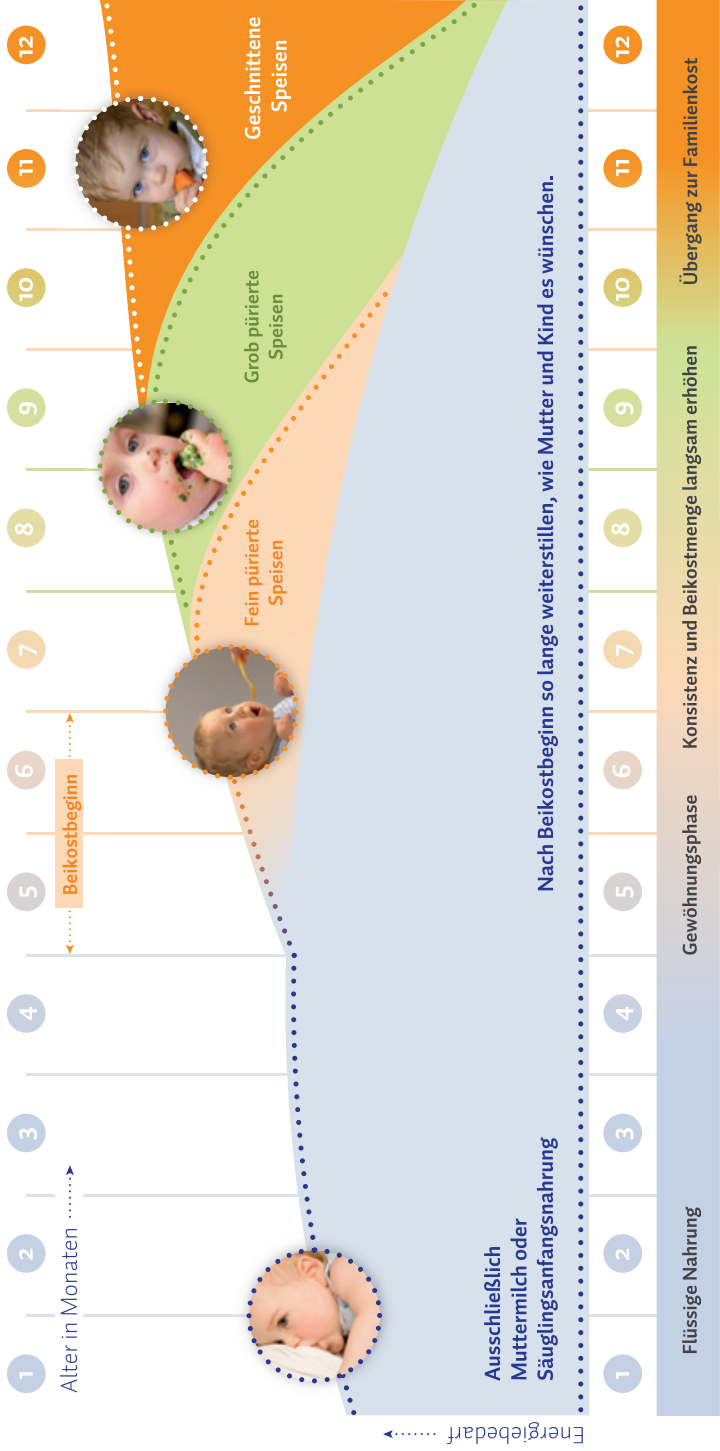 1 2 3 4 5 6 7 8 9 10 11 12
Alter in Monaten
Beikostbeginn
Geschnittene
Speisen
Grob pürierte
Speisen
Fein pürierte
Speisen
Ausschließlich
Muttermilch oder
Säuglingsanfangsnahrung
Nach Beikostbeginn so lange weiterstillen, wie Mutter und Kind es wünschen.
Energiebedarf
1 2 3 4 5 6 7 8 9 10 11 12
Flüssige Nahrung Gewöhnungsphase Konsistenz und Beikostmenge langsam erhöhen Übergang zur Familienkost